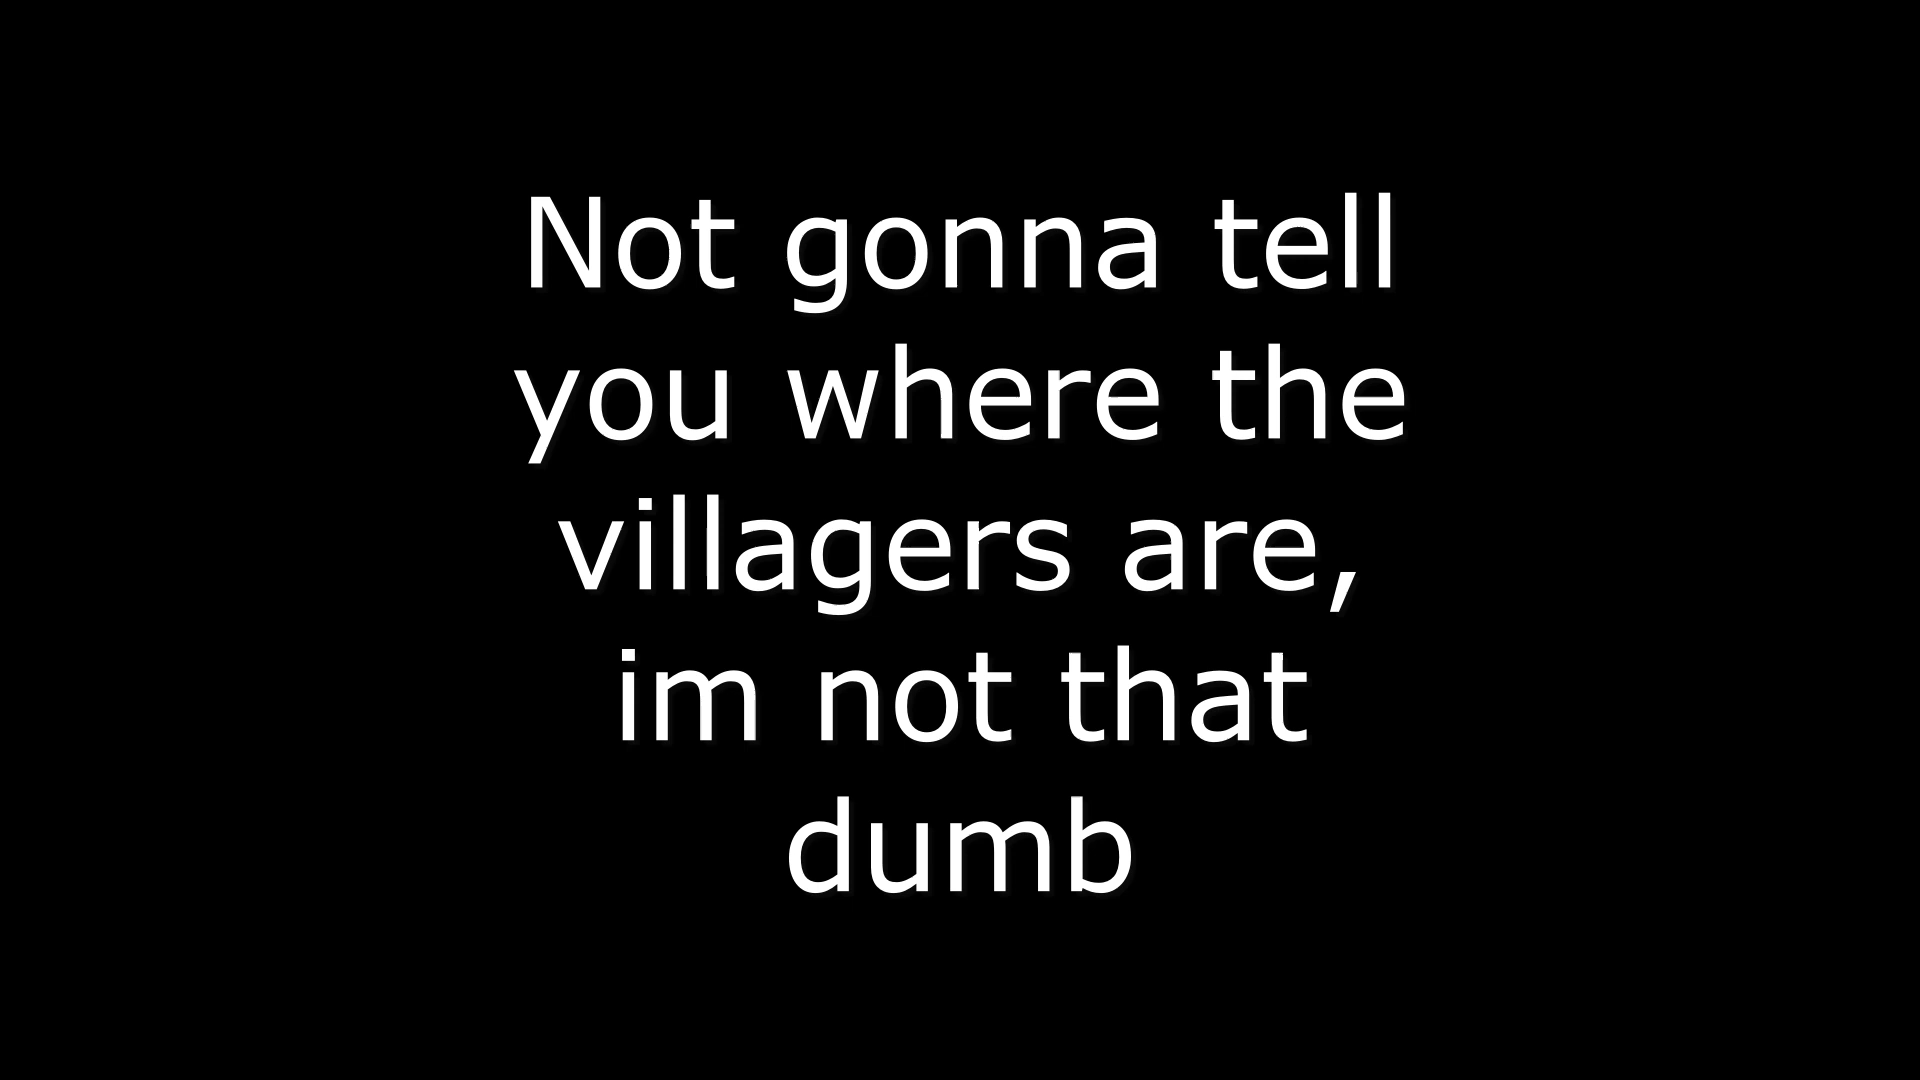 Not gonna tell
you where the
villagers are,
im not that
dumb